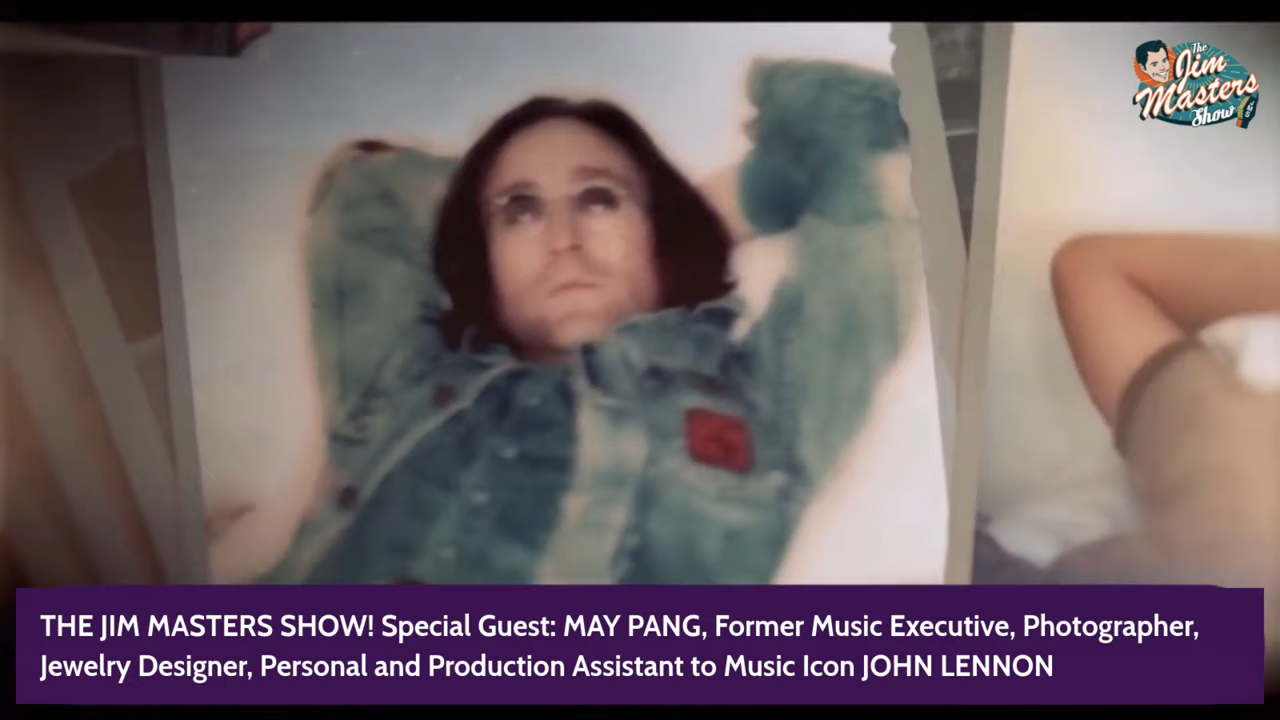 The
Jim
Masters
Show
THE JIM MASTERS SHOW! Special Guest: MAY PANG, Former Music Executive, Photographer,
Jewelry Designer, Personal and Production Assistant to Music Icon JOHN LENNON